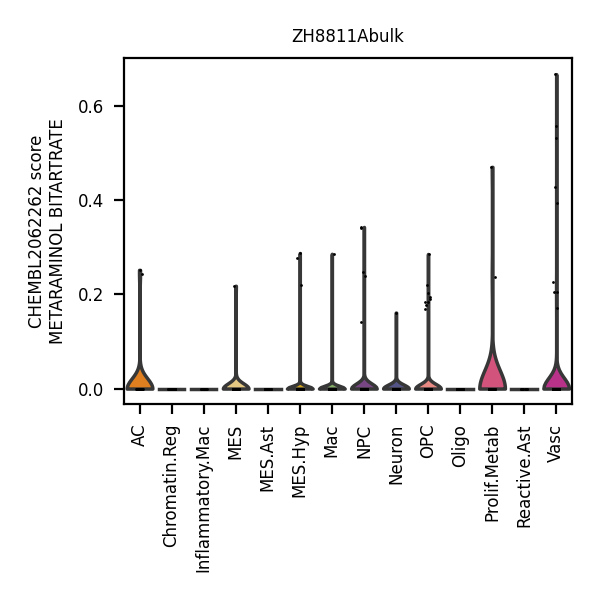 ZH8811Abulk
CHEMBL2062262 score
METARAMINOL BITARTRATE
0.6
0.4
0.2
0.0
AC
Chromatin.Reg
Inflammatory.Mac
MES
MES.Ast
MES.Hyp
Mac
NPC
Neuron
OPC
Oligo
Prolif.Metab
Reactive.Ast
Vasc